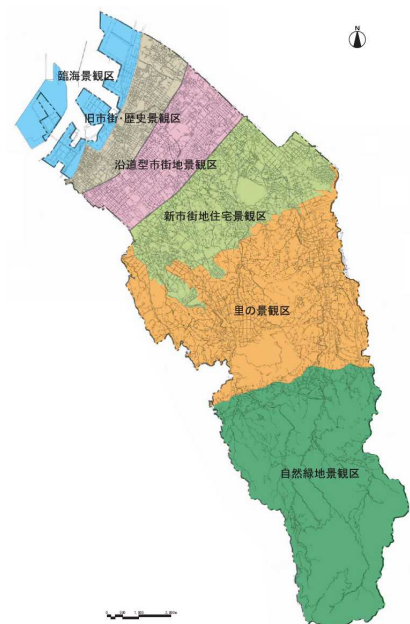 臨海景観区
旧市街・歴史景観区
沿道型市街地景観区
新市街地住宅景観区
里の景観区
自然緑地景観区